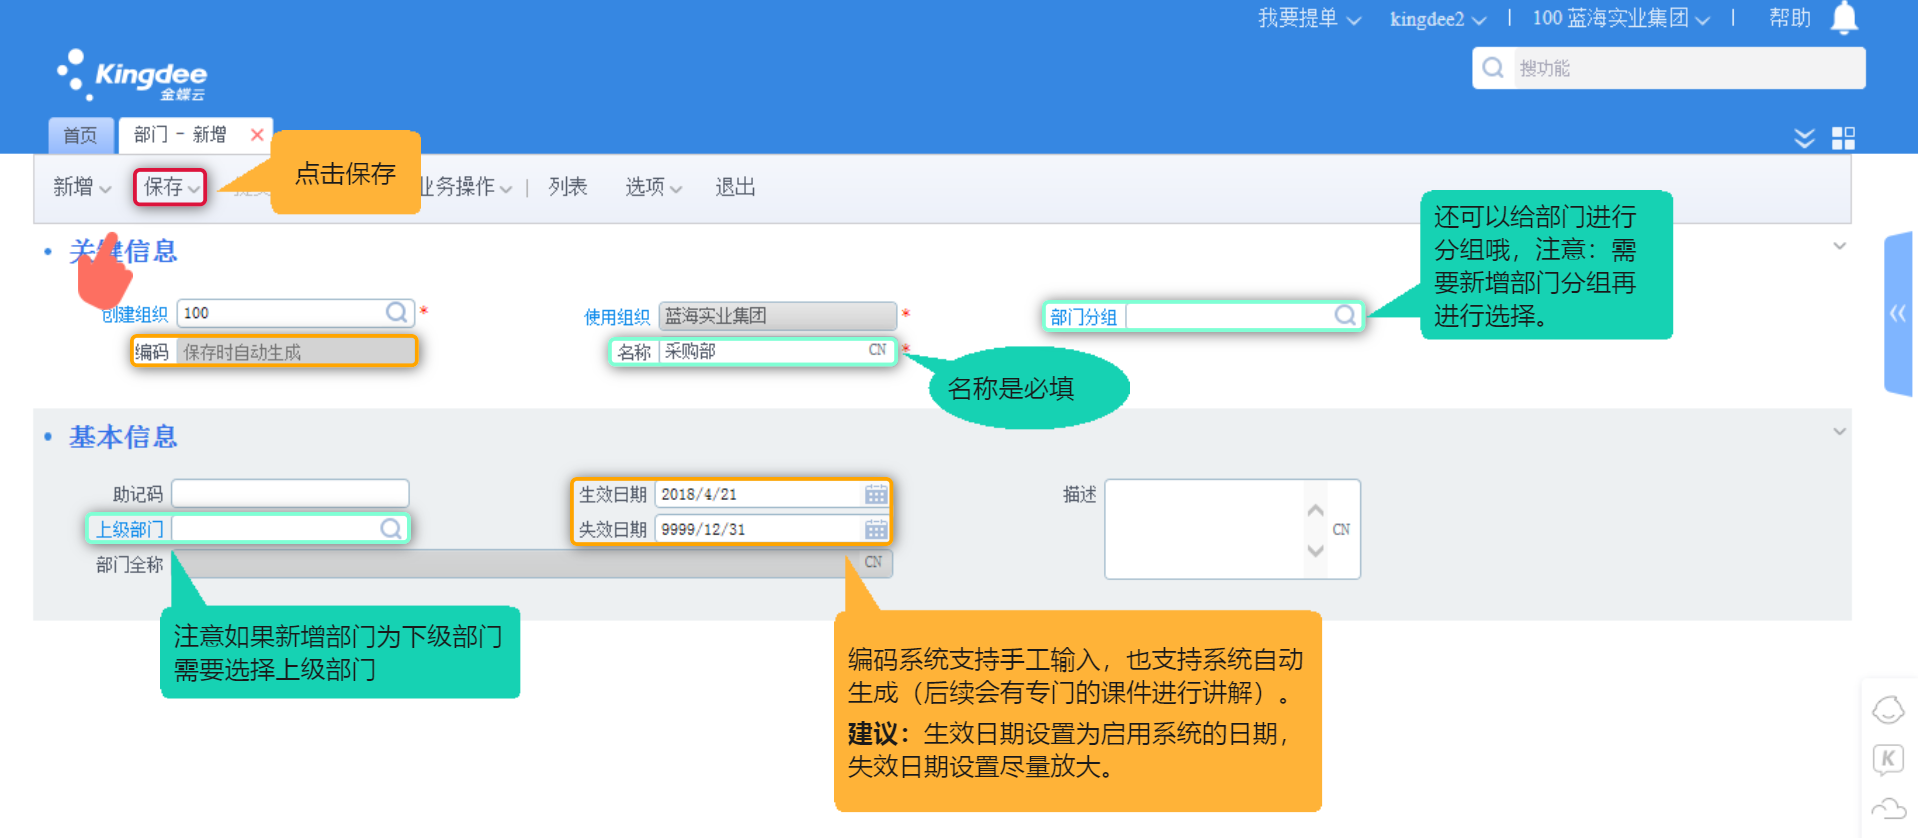 我要提单
kingdee2
100 蓝海实业集团
帮助
Kingdee
金蝶云
搜功能
首页
部门 - 新增
点击保存
新增
保存
业务操作
列表
选项
退出
还可以给部门进行
分组哦，注意：需
要新增部门分组再
进行选择。
关键信息
创建组织 100 *
使用组织 蓝海实业集团 *
部门分组
编码 保存时自动生成
名称 采购部 CN *
名称是必填
基本信息
助记码
生效日期 2018/4/21
描述
CN
上级部门
失效日期 9999/12/31
部门全称 CN
注意如果新增部门为下级部门
需要选择上级部门
编码系统支持手工输入，也支持系统自动
生成（后续会有专门的课件进行讲解）。
建议：生效日期设置为启用系统的日期，
失效日期设置尽量放大。
K